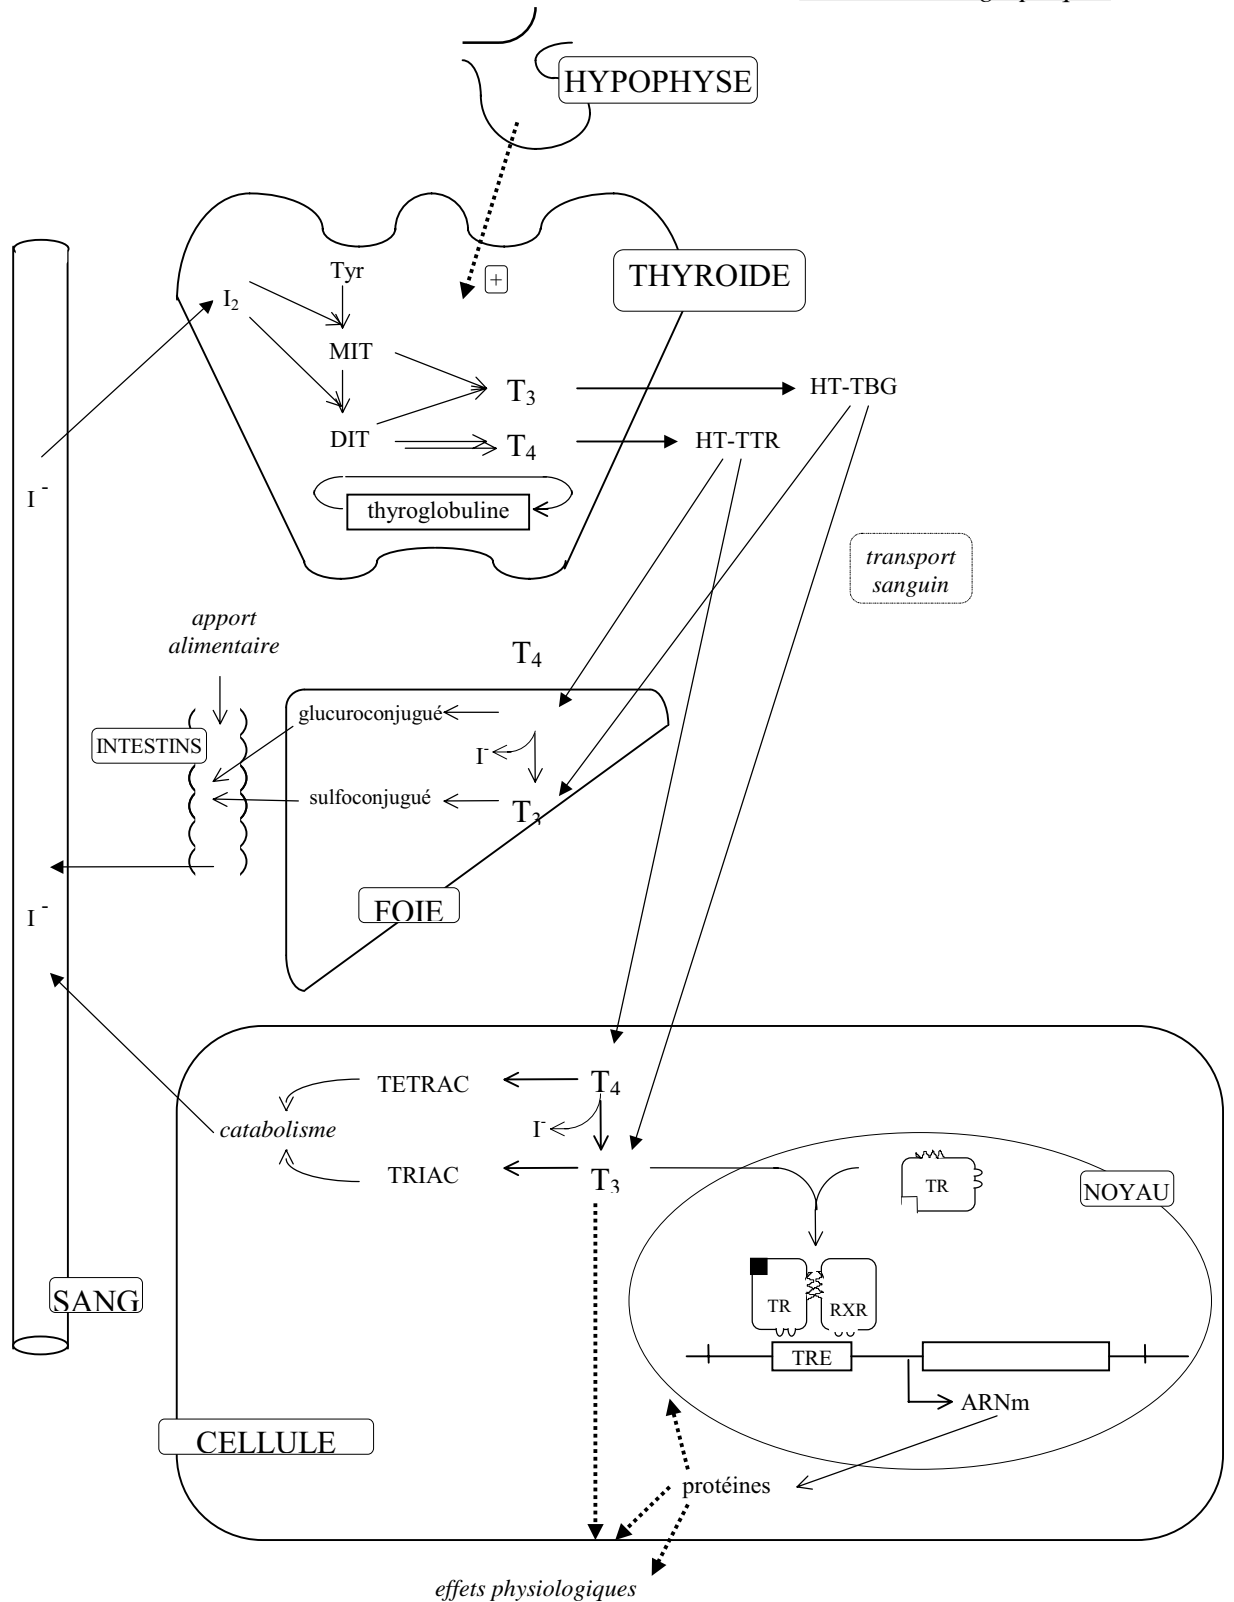 HYPOPHYSE
THYROIDE
Tyr
+
I2
MIT
T3
HT-TBG
DIT
T4
HT-TTR
I -
thyroglobuline
transport
sanguin
apport
alimentaire
T4
glucuroconjugué
INTESTINS
I-
sulfoconjugué
T3
FOIE
I -
TETRAC
T4
catabolisme
I-
TRIAC
T3
TR
NOYAU
SANG
TR
RXR
TRE
ARNm
CELLULE
protéines
effets physiologiques